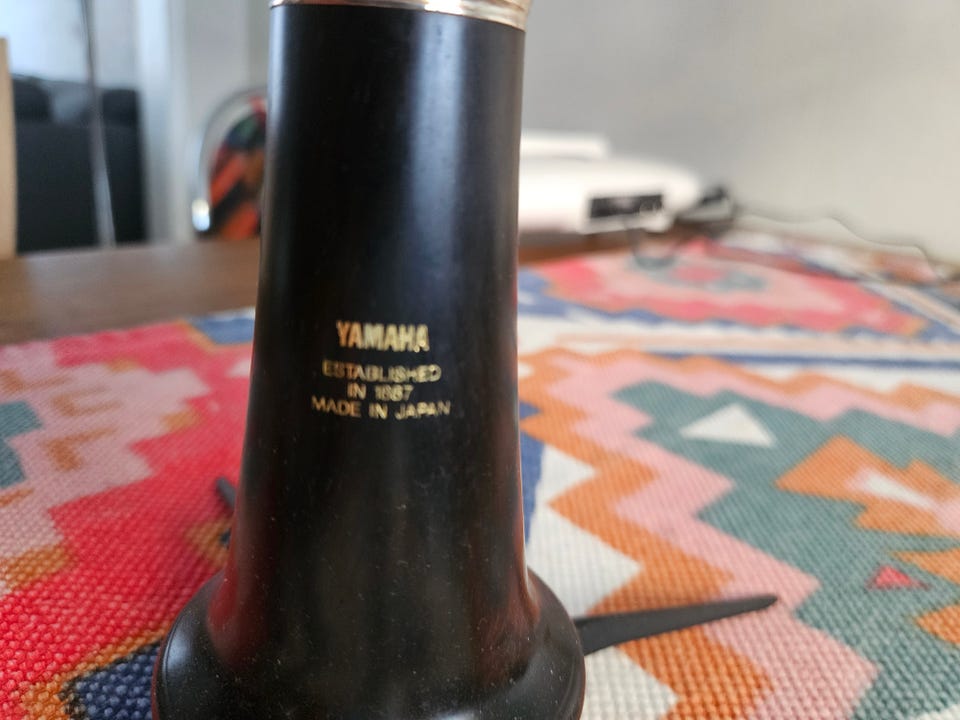 YAMAHA
ESTABLISHED
IN 1887
MADE IN JAPAN